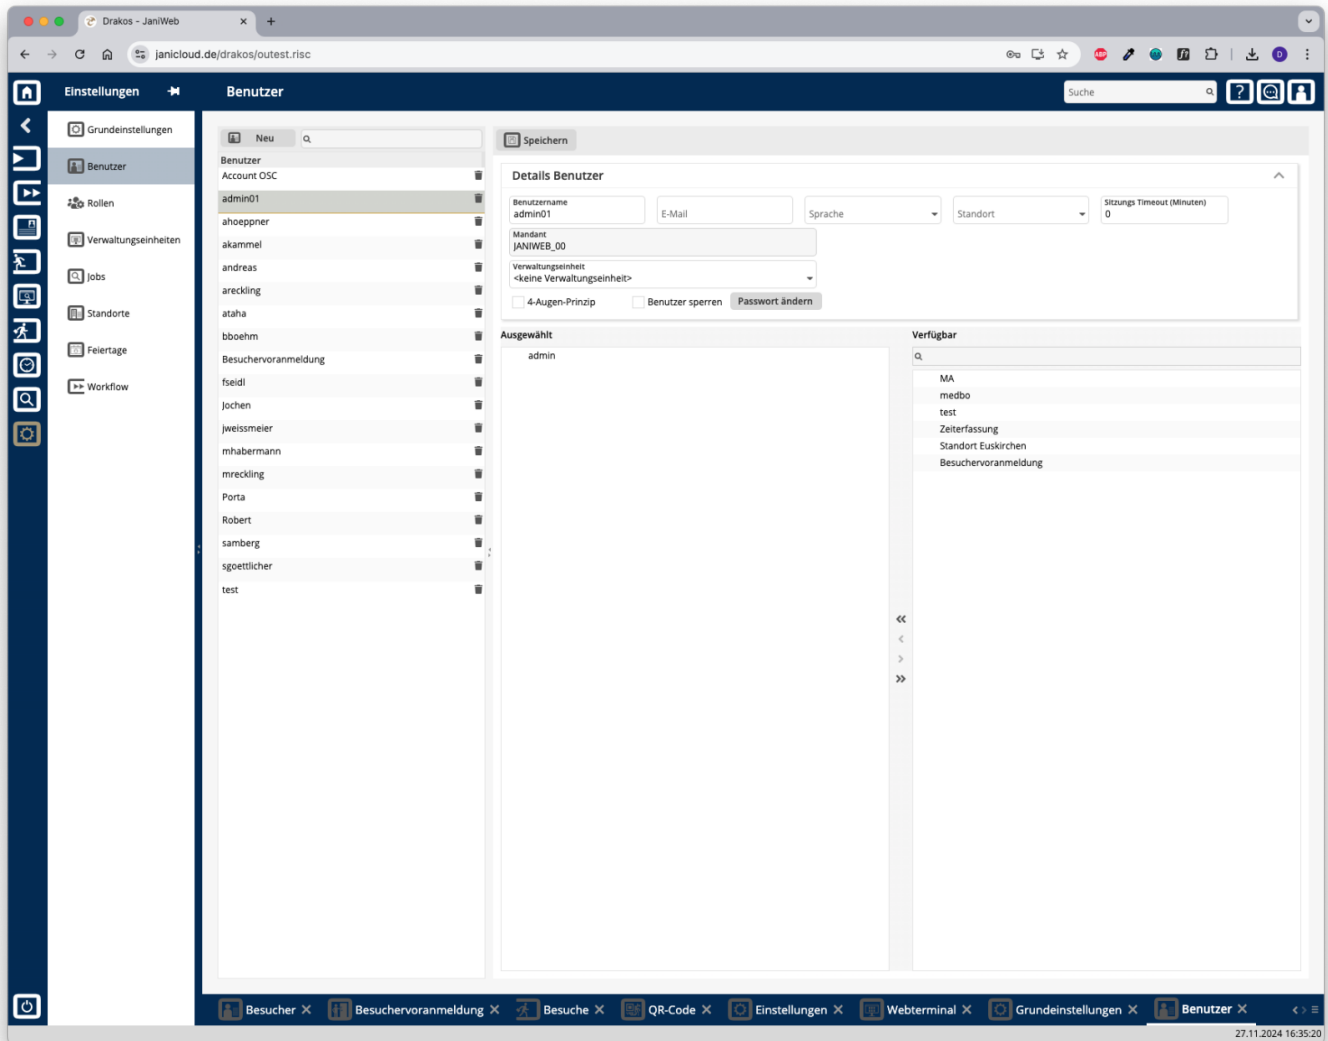 Drakos - JaniWeb
janicloud.de/drakos/outest.risc
ABP
D
Einstellungen
Benutzer
Suche
Grundeinstellungen
Benutzer
Rollen
Verwaltungseinheiten
Jobs
Standorte
Feiertage
Workflow
Neu
Benutzer
Account OSC
admin01
ahoeppner
akammel
andreas
areckling
ataha
bboehm
Besuchervoranmeldung
fseidl
Jochen
jweissmeier
mhabermann
mreckling
Porta
Robert
samberg
sgoettlicher
test
Speichern
Details Benutzer
Benutzername
admin01
E-Mail
Sprache
Standort
Sitzungs Timeout (Minuten)
0
Mandant
JANIWEB_00
Verwaltungseinheit
<keine Verwaltungseinheit>
4-Augen-Prinzip
Benutzer sperren
Passwort ändern
Ausgewählt
admin
Verfügbar
MA
medbo
test
Zeiterfassung
Standort Euskirchen
Besuchervoranmeldung
Besucher
Besuchervoranmeldung
Besuche
QR-Code
Einstellungen
Webterminal
Grundeinstellungen
Benutzer
27.11.2024 16:35:20